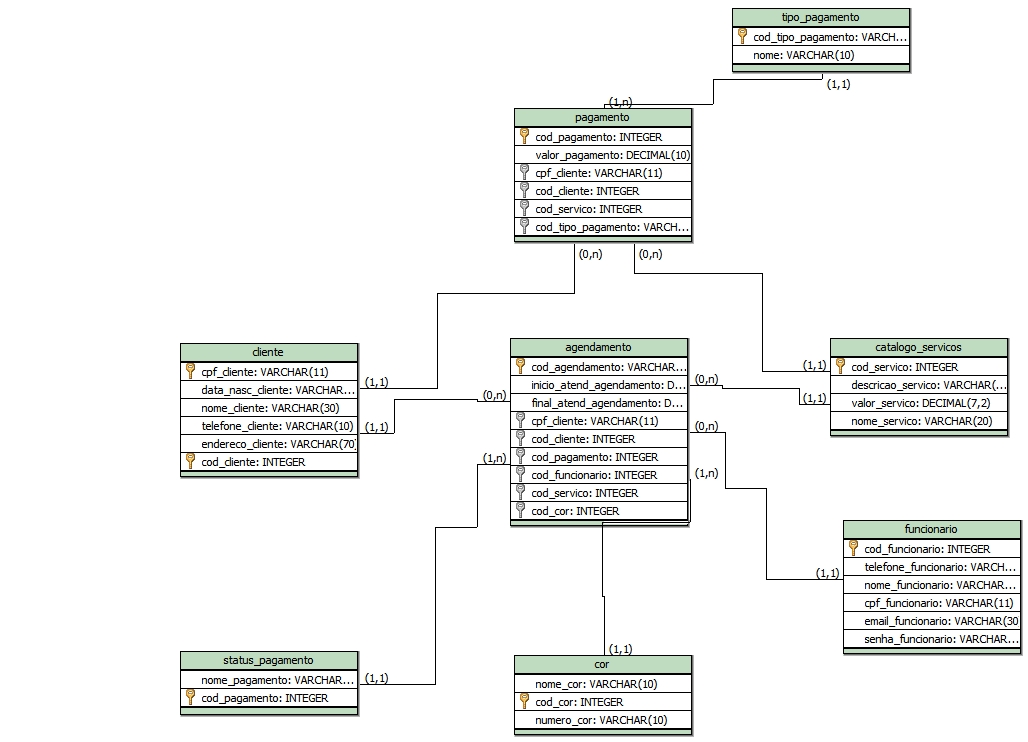 tipo_pagamento
cod_tipo_pagamento: VARCH...
nome: VARCHAR(10)
(1,1)
(1,n)
pagamento
cod_pagamento: INTEGER
valor_pagamento: DECIMAL(10)
cpf_cliente: VARCHAR(11)
cod_cliente: INTEGER
cod_servico: INTEGER
cod_tipo_pagamento: VARCH...
(0,n)
(0,n)
cliente
cpf_cliente: VARCHAR(11)
data_nasc_cliente: VARCHAR...
nome_cliente: VARCHAR(30)
telefone_cliente: VARCHAR(10)
endereco_cliente: VARCHAR(70)
cod_cliente: INTEGER
(1,1)
(1,1)
(0,n)
(1,n)
agendamento
cod_agendamento: VARCHAR...
inicio_atend_agendamento: D...
final_atend_agendamento: D...
cpf_cliente: VARCHAR(11)
cod_cliente: INTEGER
cod_pagamento: INTEGER
cod_funcionario: INTEGER
cod_servico: INTEGER
cod_cor: INTEGER
(0,n)
(0,n)
(1,n)
(1,1)
(1,1)
catalogo_servicos
cod_servico: INTEGER
descricao_servico: VARCHAR(...
valor_servico: DECIMAL(7,2)
nome_servico: VARCHAR(20)
(1,1)
funcionario
cod_funcionario: INTEGER
telefone_funcionario: VARCH...
nome_funcionario: VARCHAR...
cpf_funcionario: VARCHAR(11)
email_funcionario: VARCHAR(30
senha_funcionario: VARCHAR...
status_pagamento
nome_pagamento: VARCHAR...
cod_pagamento: INTEGER
(1,1)
(1,1)
cor
nome_cor: VARCHAR(10)
cod_cor: INTEGER
numero_cor: VARCHAR(10)